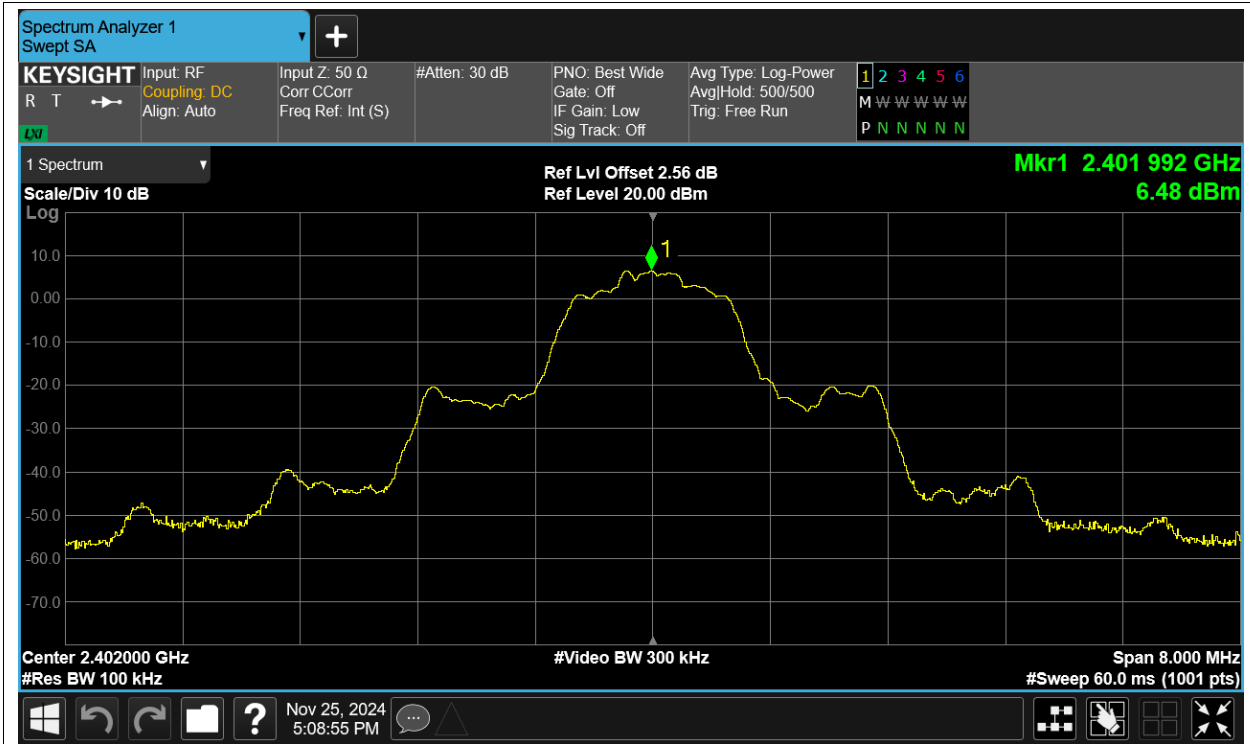 Spectrum Analyzer 1
Swept SA
KEYSIGHT
R T
LXI
Input: RF
Coupling: DC
Align: Auto
Input Z: 50 Ω
Corr CCorr
Freq Ref: Int (S)
#Atten: 30 dB
PNO: Best Wide
Gate: Off
IF Gain: Low
Sig Track: Off
Avg Type: Log-Power
Avg|Hold: 500/500
Trig: Free Run
1 2 3 4 5 6
M W W W W W W
P N N N N N N
1 Spectrum
Scale/Div 10 dB
Log
Ref Lvl Offset 2.56 dB
Ref Level 20.00 dBm
Mkr1 2.401 992 GHz
6.48 dBm
1
10.0
0.00
-10.0
-20.0
-30.0
-40.0
-50.0
-60.0
-70.0
Center 2.402000 GHz
#Video BW 300 kHz
Span 8.000 MHz
#Res BW 100 kHz
#Sweep 60.0 ms (1001 pts)
?
Nov 25, 2024
5:08:55 PM